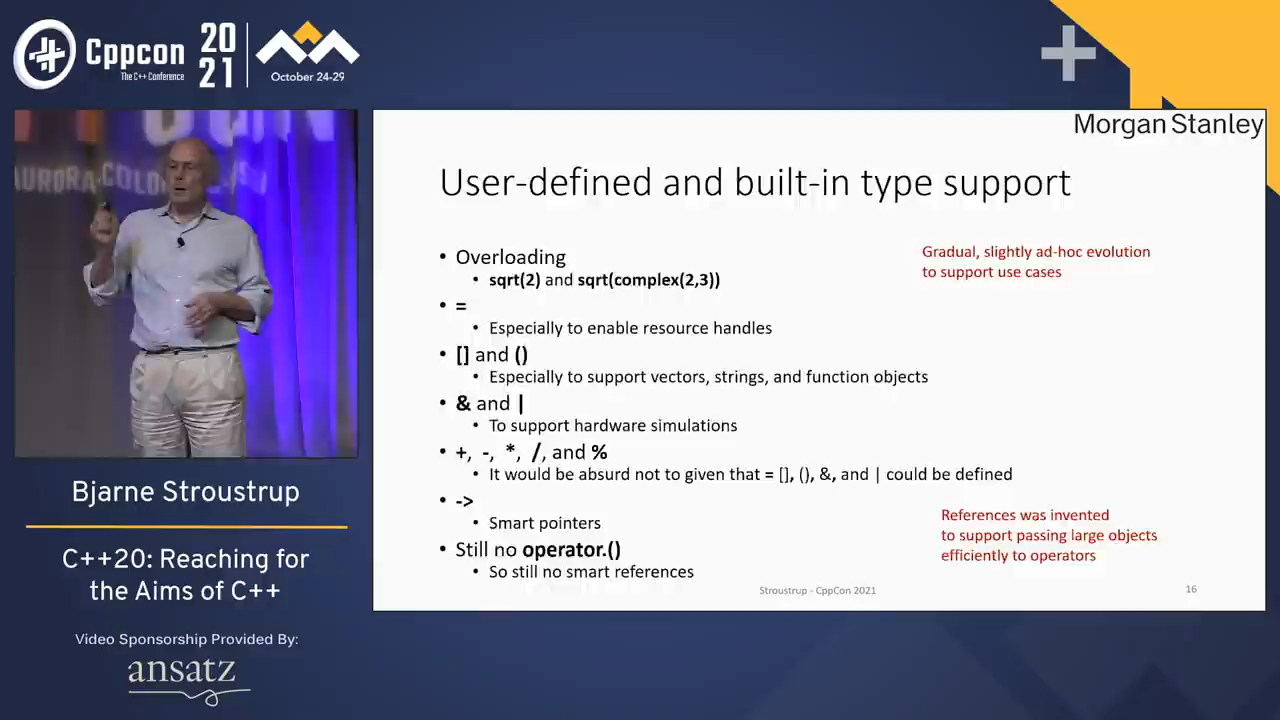 Cppcon
The C++ Conference
20
21
October 24-29
AURORA, COLO
Morgan Stanley
User-defined and built-in type support
• Overloading
• sqrt(2) and sqrt(complex(2,3))
• =
• Especially to enable resource handles
• [] and ()
• Especially to support vectors, strings, and function objects
• & and |
• To support hardware simulations
• +, -, *, /, and %
• It would be absurd not to given that = [], (), &, and | could be defined
• ->
• Smart pointers
• Still no operator.()
• So still no smart references
Gradual, slightly ad-hoc evolution
to support use cases
References was invented
to support passing large objects
efficiently to operators
Stroustrup - CppCon 2021
16
Bjarne Stroustrup
C++20: Reaching for
the Aims of C++
Video Sponsorship Provided By:
ansatz